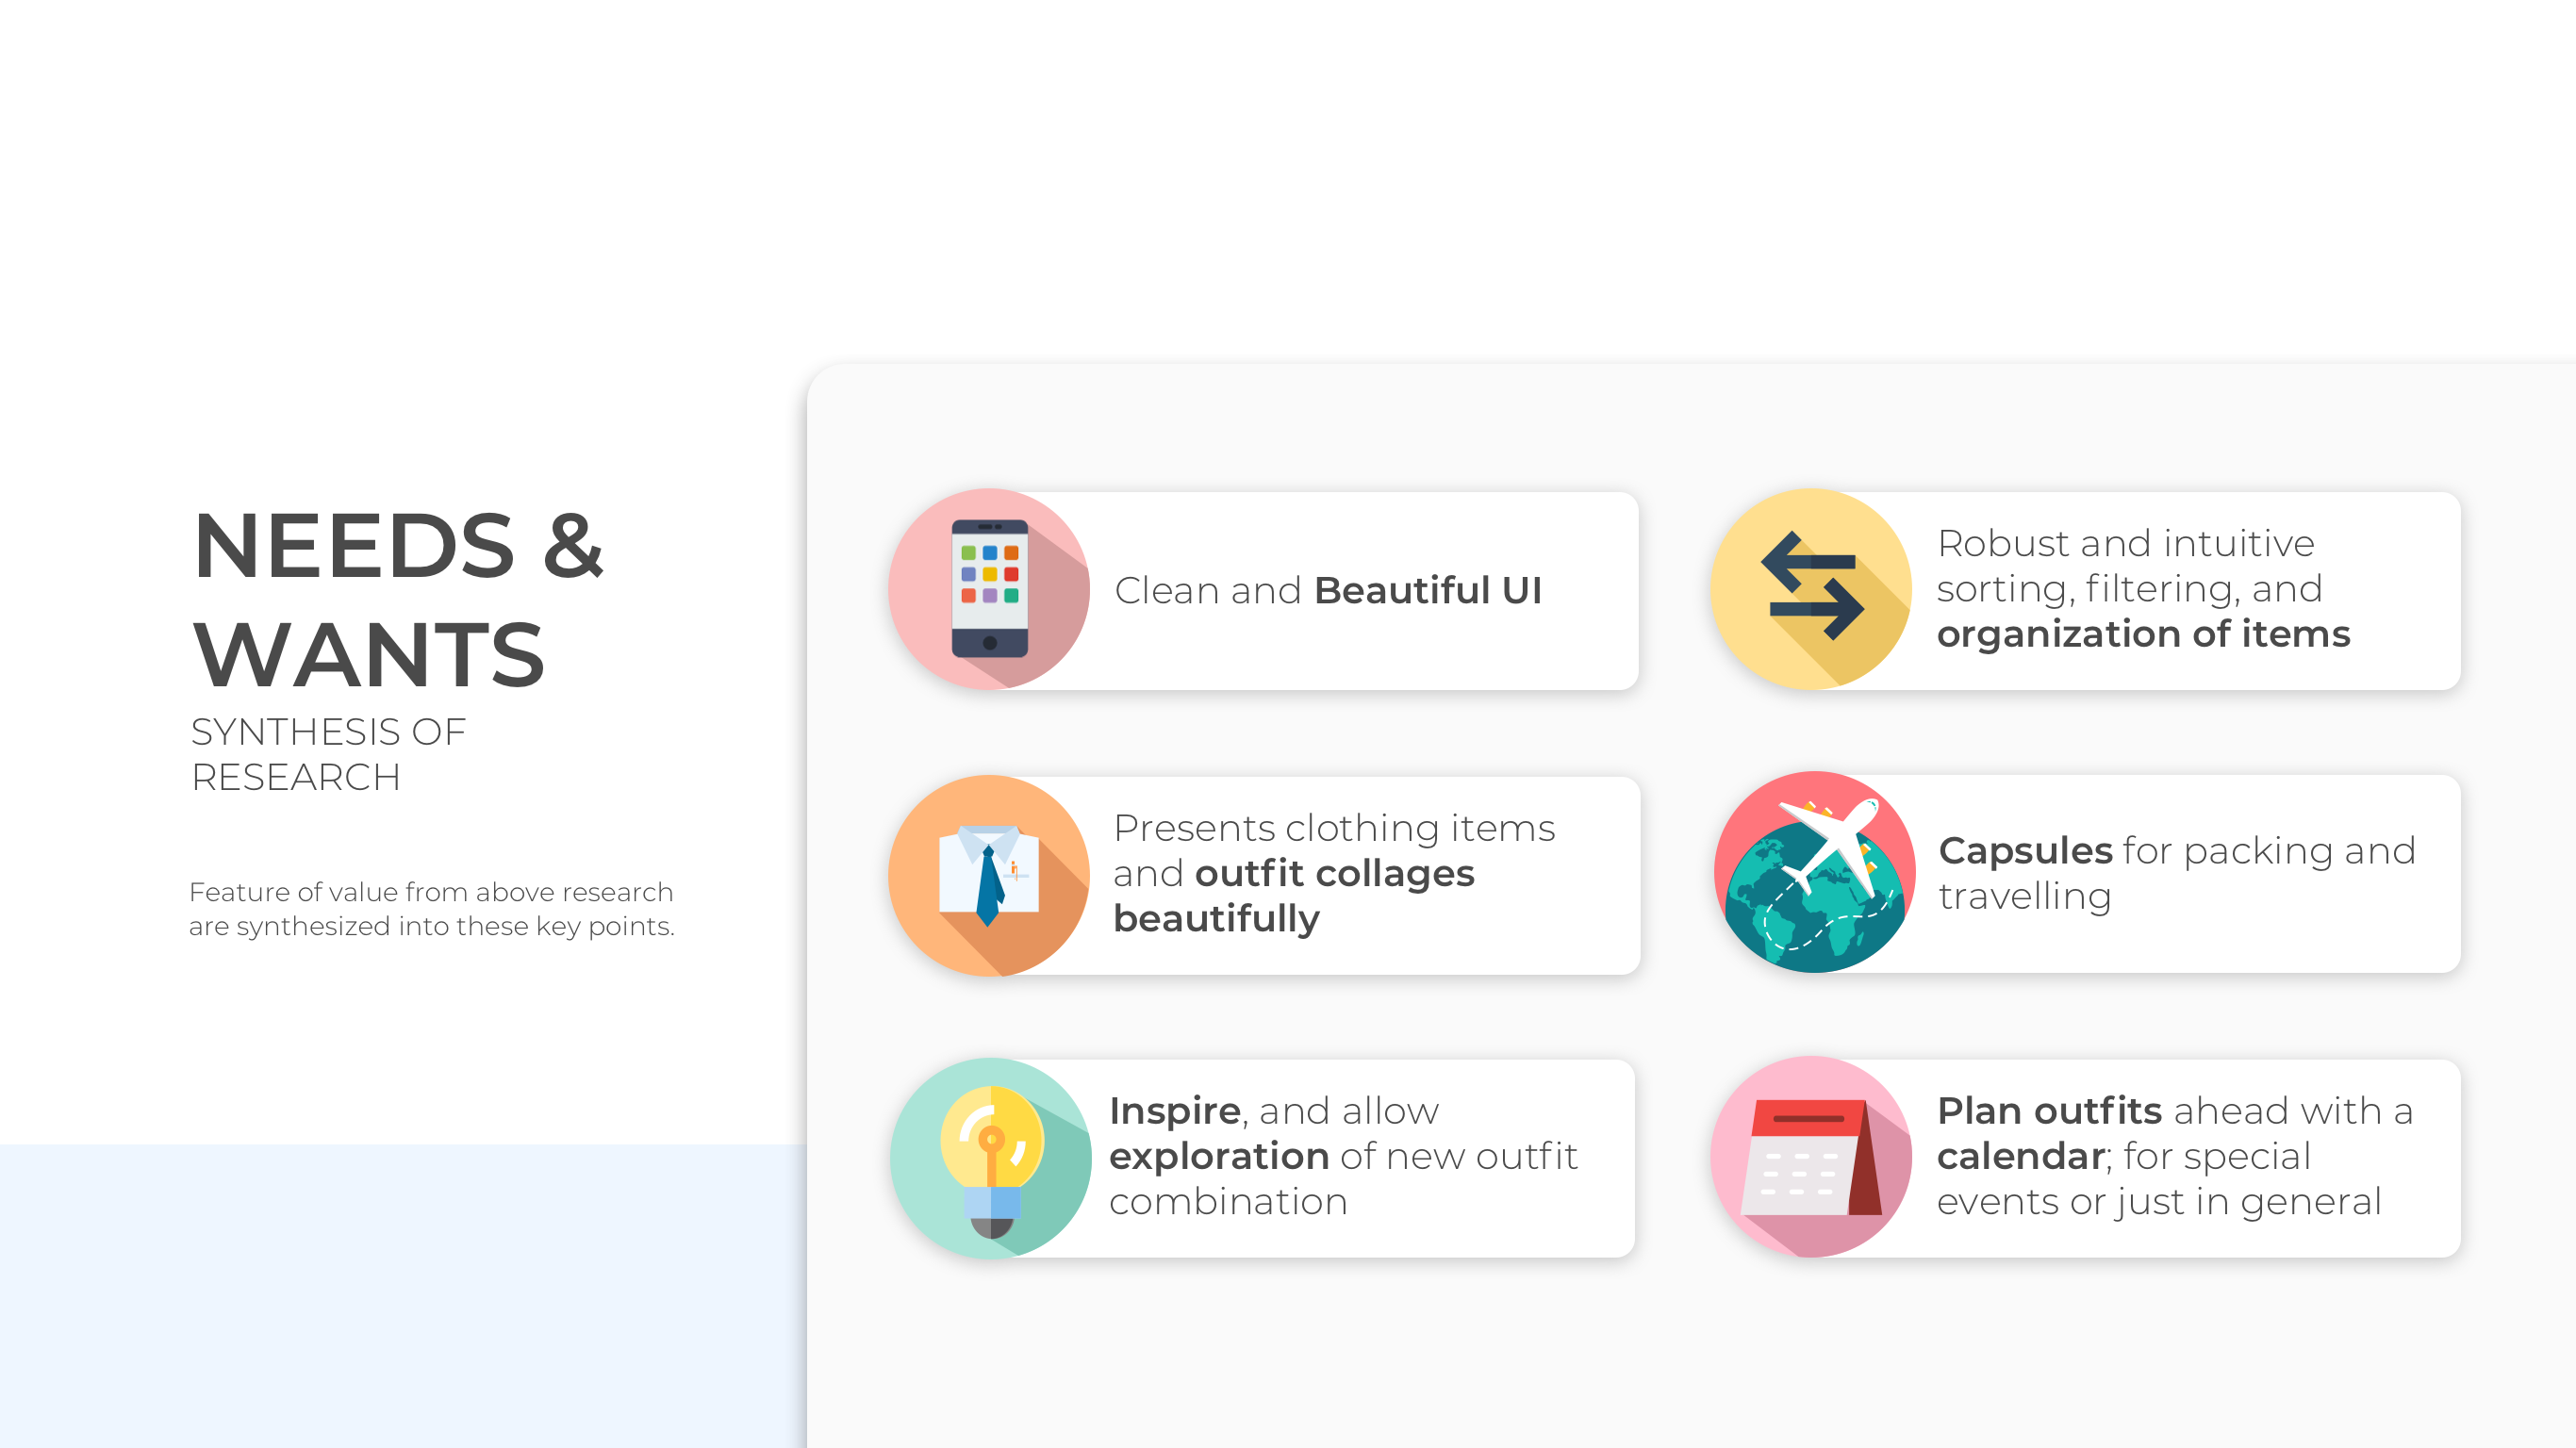 NEEDS &
WANTS
SYNTHESIS OF
RESEARCH
Feature of value from above research
are synthesized into these key points.
Clean and Beautiful UI
Robust and intuitive
sorting, filtering, and
organization of items
Presents clothing items
and outfit collages
beautifully
Capsules for packing and
travelling
Inspire, and allow
exploration of new outfit
combination
Plan outfits ahead with a
calendar; for special
events or just in general